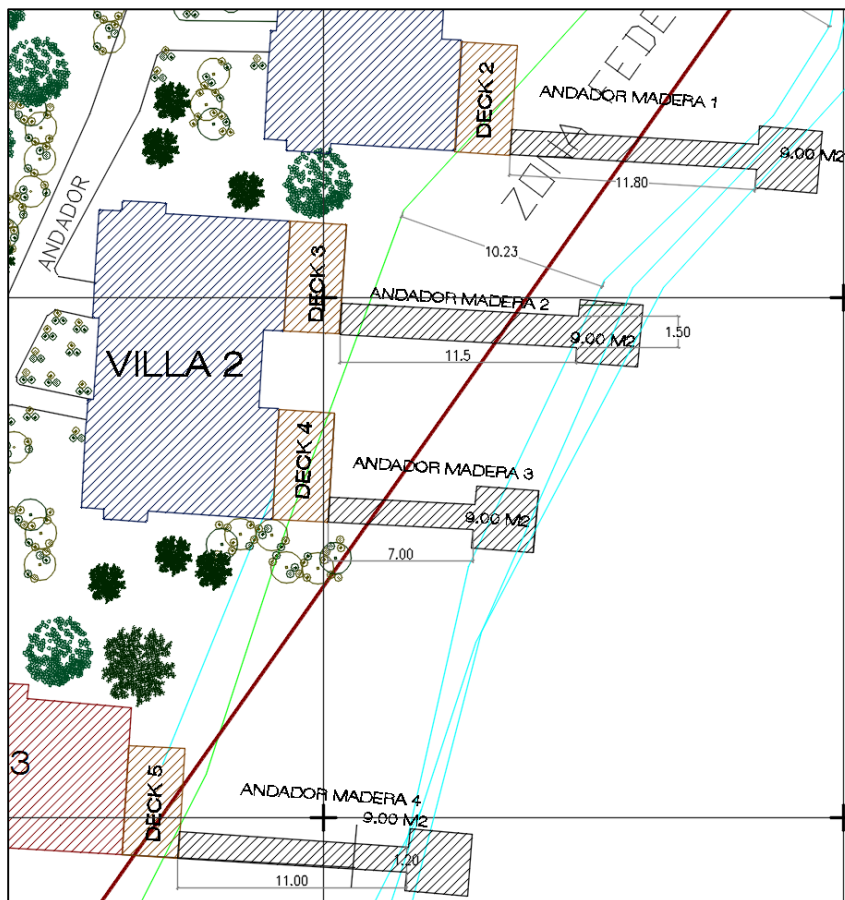 DECK 2
ZONA FEDE
ANDADOR MADERA 1
9.00 M2
11.80
ANDADOR
10.23
DECK 3
ANDADOR MADERA 2
9.00 M2
1.50
11.5
VILLA 2
DECK 4
ANDADOR MADERA 3
9.00 M2
7.00
3
DECK 5
ANDADOR MADERA 4
9.00 M2
1.20
11.00